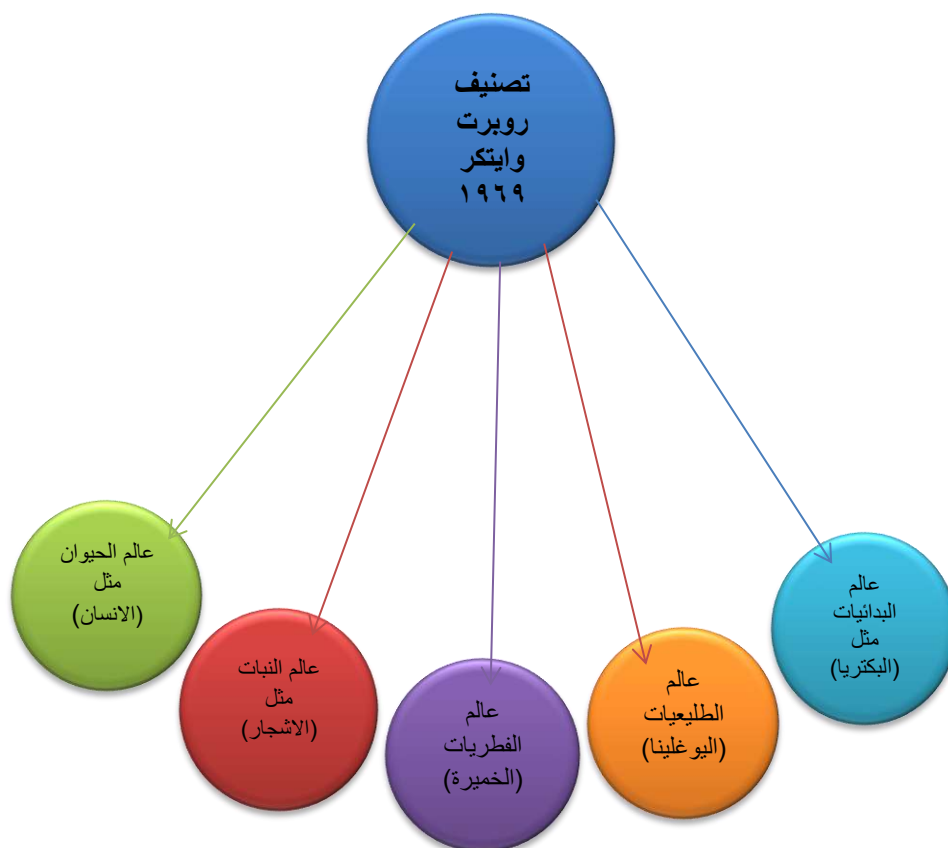 تصنيف
روبرت
وايتكر
١٩٦٩
عالم
البدائيات
مثل
(البكتريا)
عالم
الطليعيات
(اليوغلينا)
عالم
الفطريات
(الخميرة)
عالم النبات
مثل
(الاشجار)
عالم الحيوان
مثل
(الانسان)